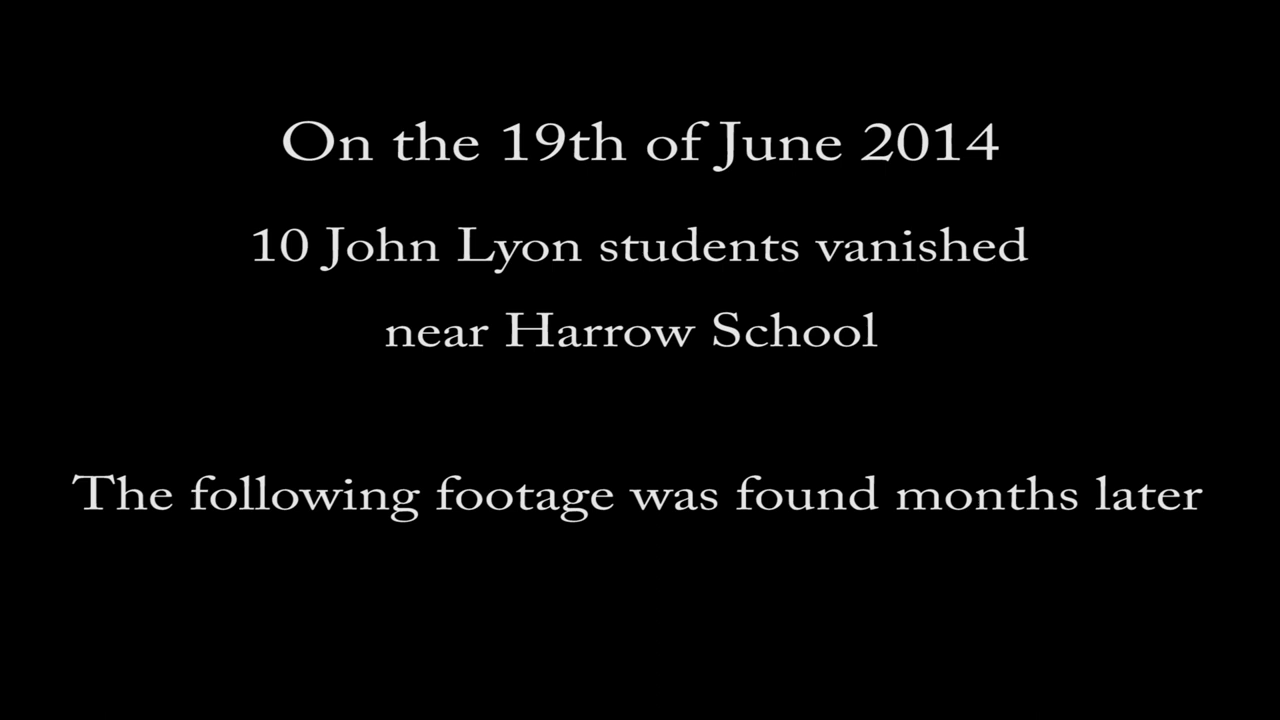 On the 19th of June 2014
10 John Lyon students vanished
near Harrow School
The following footage was found months later